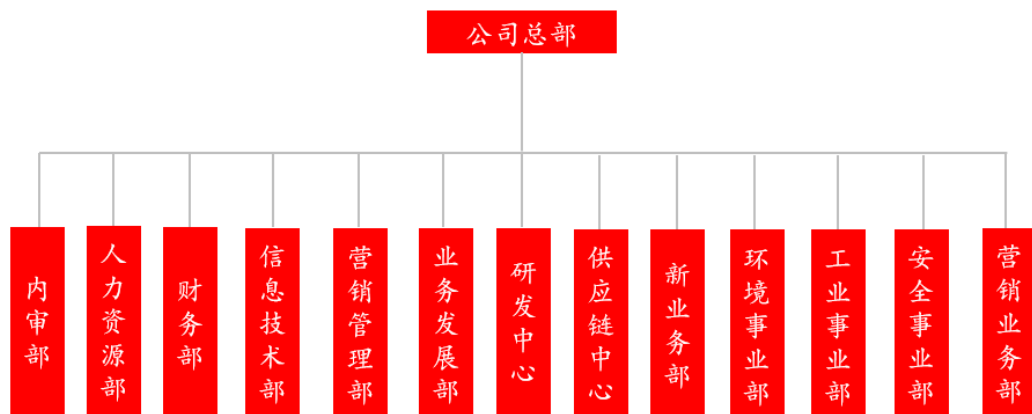 公司总部
内审部
人力资源部
财务部
信息技术部
营销管理部
业务发展部
研发中心
供应链中心
新业务部
环境事业部
工业事业部
安全事业部
营销业务部